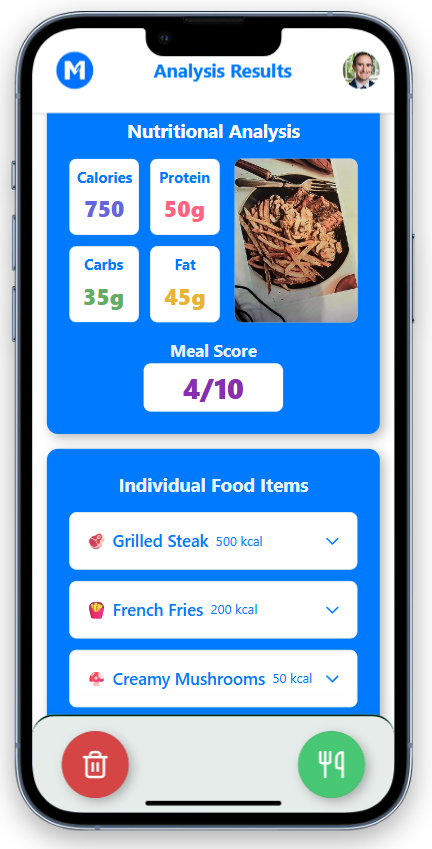 M
Analysis Results
Nutritional Analysis
Calories Protein
750 50g
Carbs Fat
35g 45g
Meal Score
4/10
Individual Food Items
Grilled Steak 500 kcal
French Fries 200 kcal
Creamy Mushrooms 50 kcal